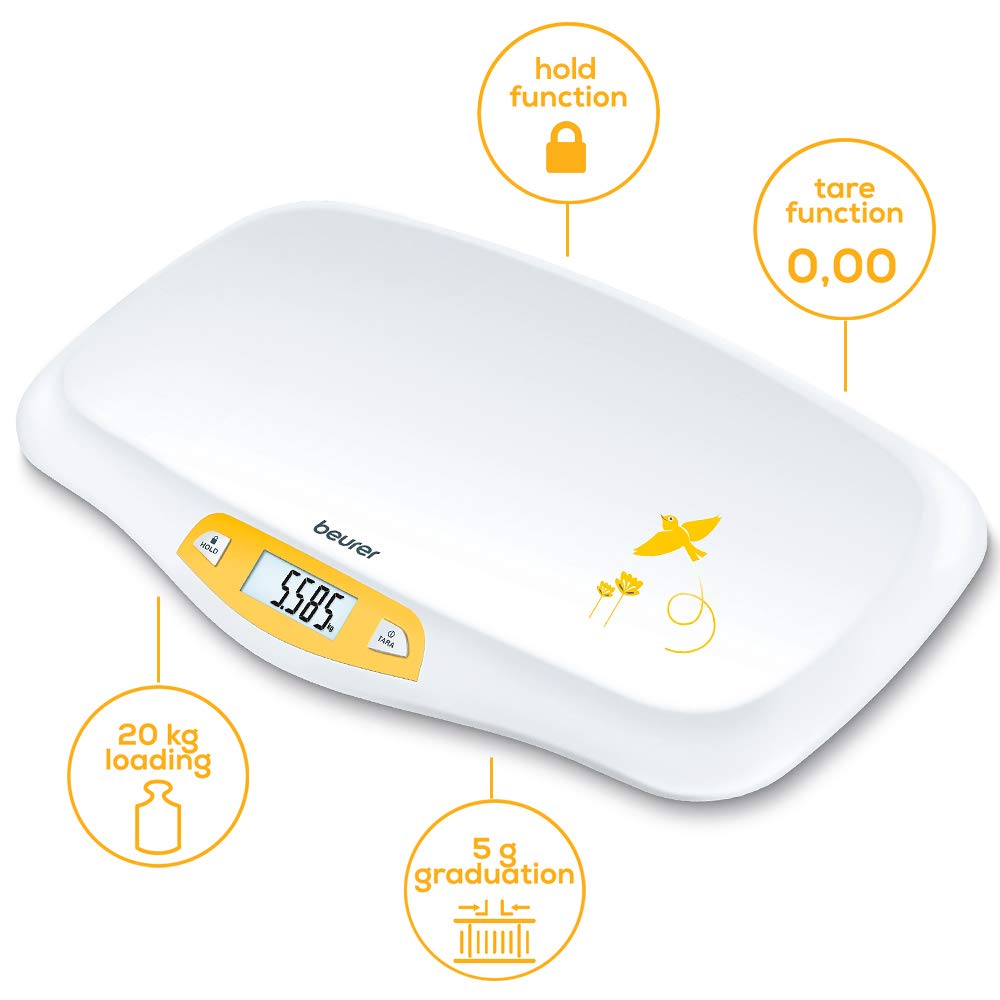 hold
function
tare
function
0,00
beurer
HOLD
5.585 kg
TARA
20 kg
loading
5 g
graduation